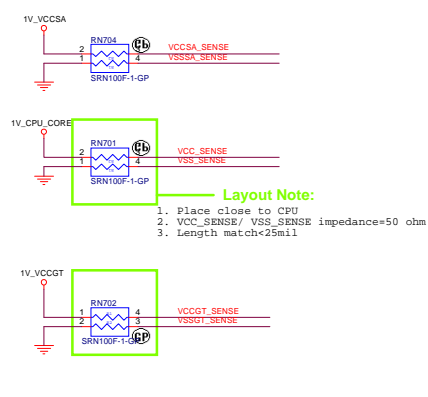 1V_VCCSA
RN704
2
1
4
VCCSA_SENSE
VSSSA_SENSE
SRN100F-1-GP
1V_CPU_CORE
RN701
2
1
4
VCC_SENSE
VSS_SENSE
SRN100F-1-GP
Layout Note:
1. Place close to CPU
2. VCC_SENSE/ VSS_SENSE impedance=50 ohm
3. Length match<25mil
1V_VCCGT
RN702
1
2
4
3
VCCGT_SENSE
VSSGT_SENSE
SRN100F-1-GP